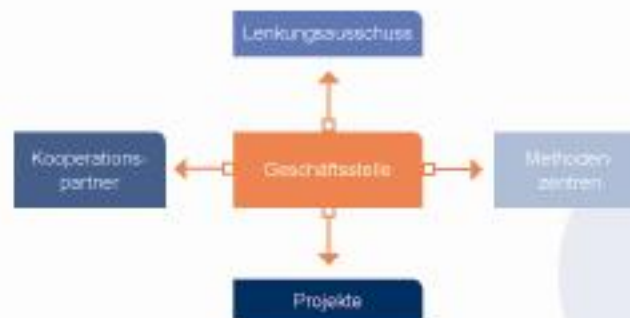 Lenkungsausschuss
Kooperations-
partner
Geschäftsstelle
Methoden-
zentren
Projekte